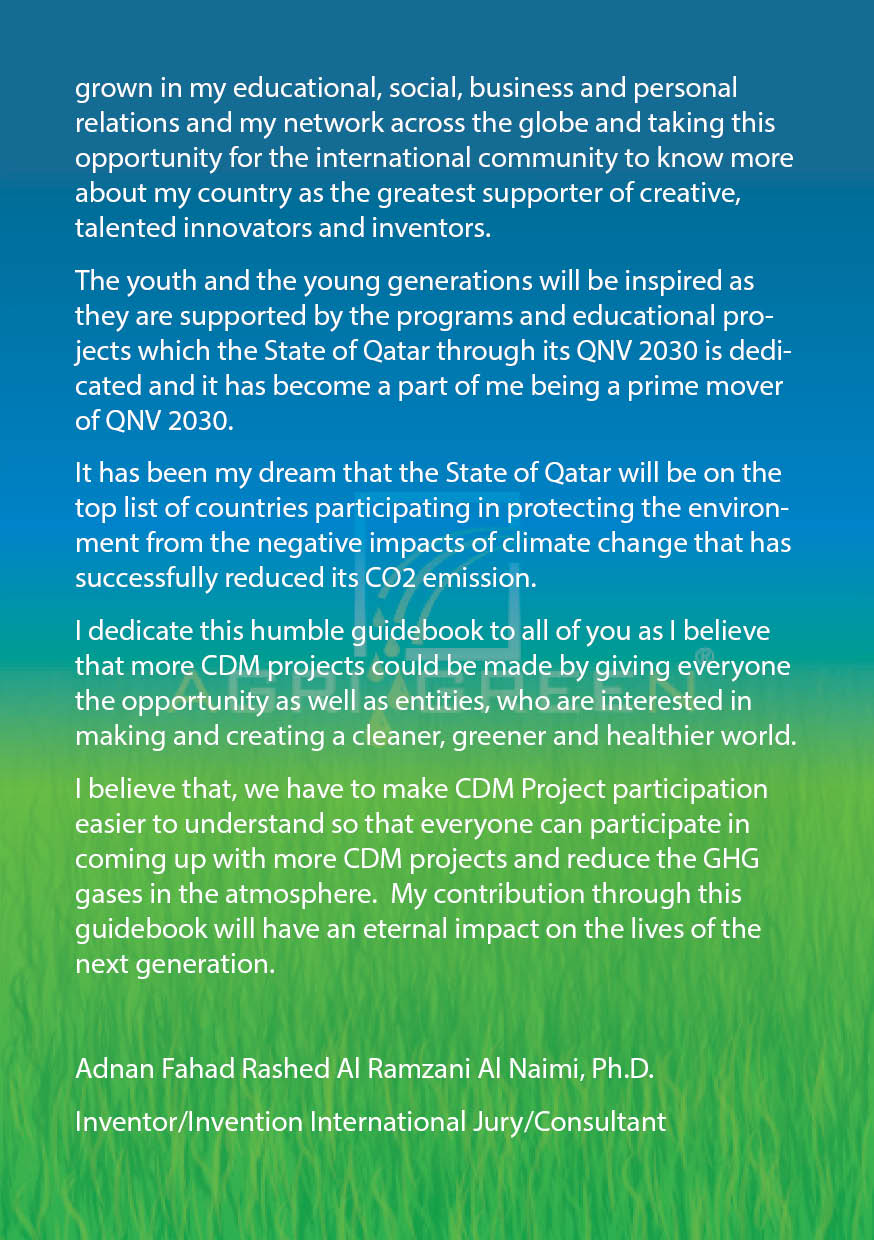 grown in my educational, social, business and personal
relations and my network across the globe and taking this
opportunity for the international community to know more
about my country as the greatest supporter of creative,
talented innovators and inventors.
The youth and the young generations will be inspired as
they are supported by the programs and educational pro-
jects which the State of Qatar through its QNV 2030 is dedi-
cated and it has become a part of me being a prime mover
of QNV 2030.
It has been my dream that the State of Qatar will be on the
top list of countries participating in protecting the environ-
ment from the negative impacts of climate change that has
successfully reduced its CO2 emission.
I dedicate this humble guidebook to all of you as I believe
that more CDM projects could be made by giving everyone
the opportunity as well as entities, who are interested in
making and creating a cleaner, greener and healthier world.
I believe that, we have to make CDM Project participation
easier to understand so that everyone can participate in
coming up with more CDM projects and reduce the GHG
gases in the atmosphere.  My contribution through this
guidebook will have an eternal impact on the lives of the
next generation.
Adnan Fahad Rashed Al Ramzani Al Naimi, Ph.D.
Inventor/Invention International Jury/Consultant
AGRIGREEN®